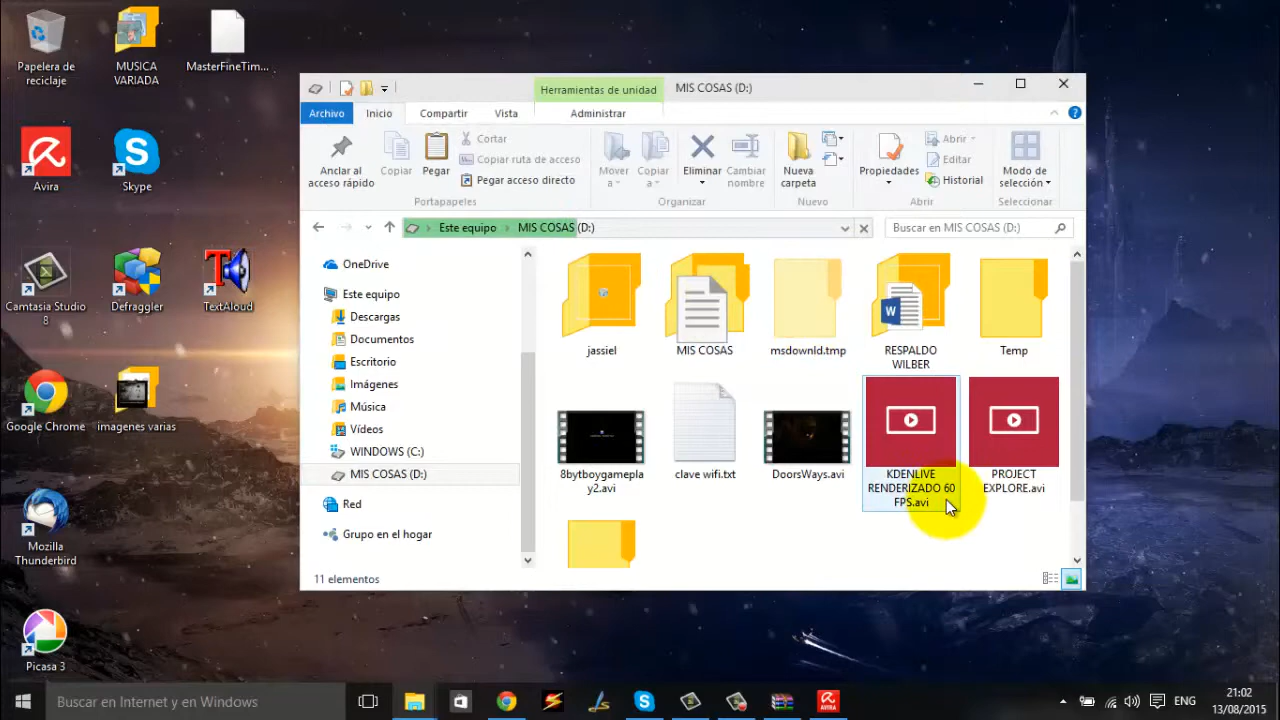 Papelera de
reciclaje
MUSICA
VARIADA
MasterFineTim...
Avira
Skype
Camtasia Studio
8
Defraggler
TextAloud
Google Chrome
imagenes varias
Mozilla
Thunderbird
Picasa 3
Herramientas de unidad
MIS COSAS (D:)
Archivo
Inicio
Compartir
Vista
Administrar
Anclar al
acceso rápido
Copiar
Pegar
Cortar
Copiar ruta de acceso
Pegar acceso directo
Portapapeles
Mover
a
Copiar
a
Eliminar
Cambiar
nombre
Organizar
Nueva
carpeta
Nuevo
Propiedades
Abrir
Editar
Historial
Abrir
Modo de
selección
Seleccionar
Este equipo
MIS COSAS (D:)
Buscar en MIS COSAS (D:)
OneDrive
Este equipo
Descargas
Documentos
Escritorio
Imágenes
Música
Vídeos
WINDOWS (C:)
MIS COSAS (D:)
Red
Grupo en el hogar
jassiel
MIS COSAS
msdownld.tmp
W
RESPALDO
WILBER
Temp
8bytboygamepla
y2.avi
clave wifi.txt
DoorsWays.avi
KDENLIVE
RENDERIZADO 60
FPS.avi
PROJECT
EXPLORE.avi
11 elementos
Buscar en Internet y en Windows
AVIRA
ENG
21:02
13/08/2015